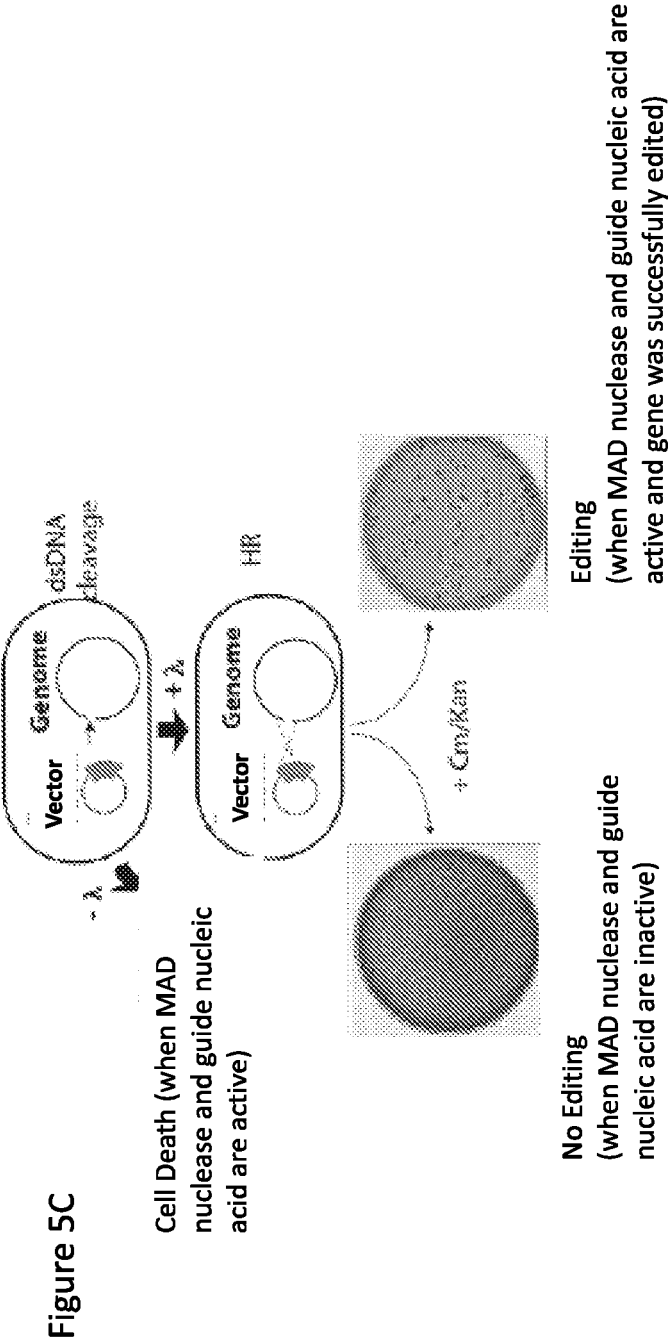 Figure 5C
Vector
Genome
dsDNA
cleavage
- λ
+ λ
Cell Death (when MAD
nuclease and guide nucleic
acid are active)
Vector
Genome
HR
+ Cm/Kan
No Editing
(when MAD nuclease and guide
nucleic acid are inactive)
Editing
(when MAD nuclease and guide nucleic acid are
active and gene was successfully edited)